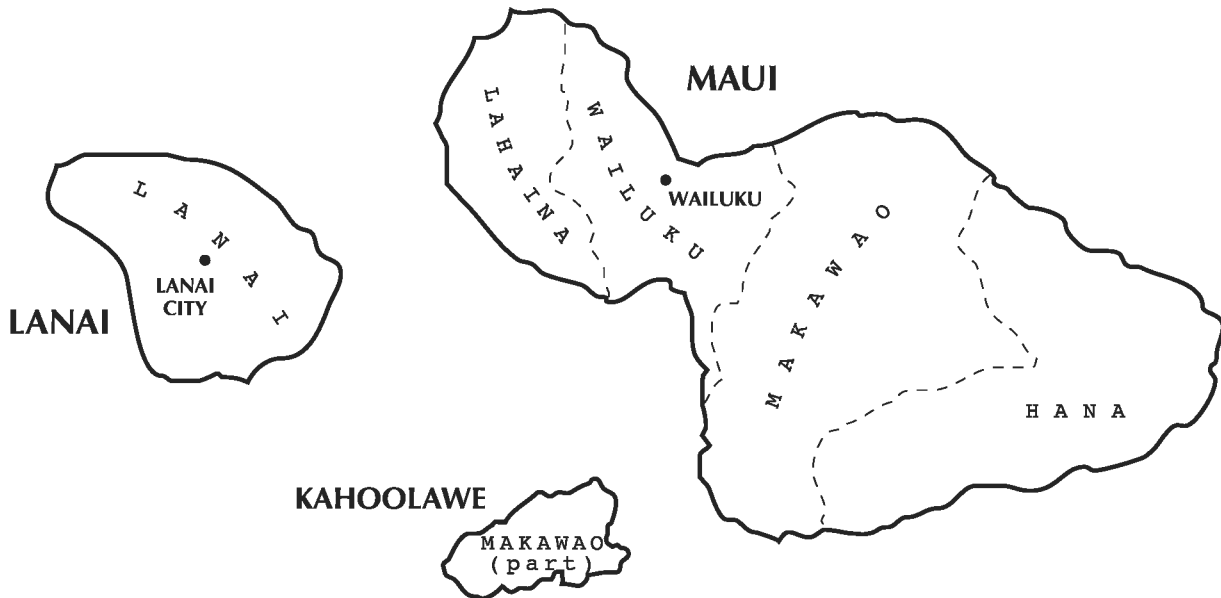 MAUI
LAHAINA
WAILUKU
WAILUKU
MAKAWAO
HANA
LANAI
LANAI
CITY
LANAI
KAHOOLAWE
MAKAWAO
(part)